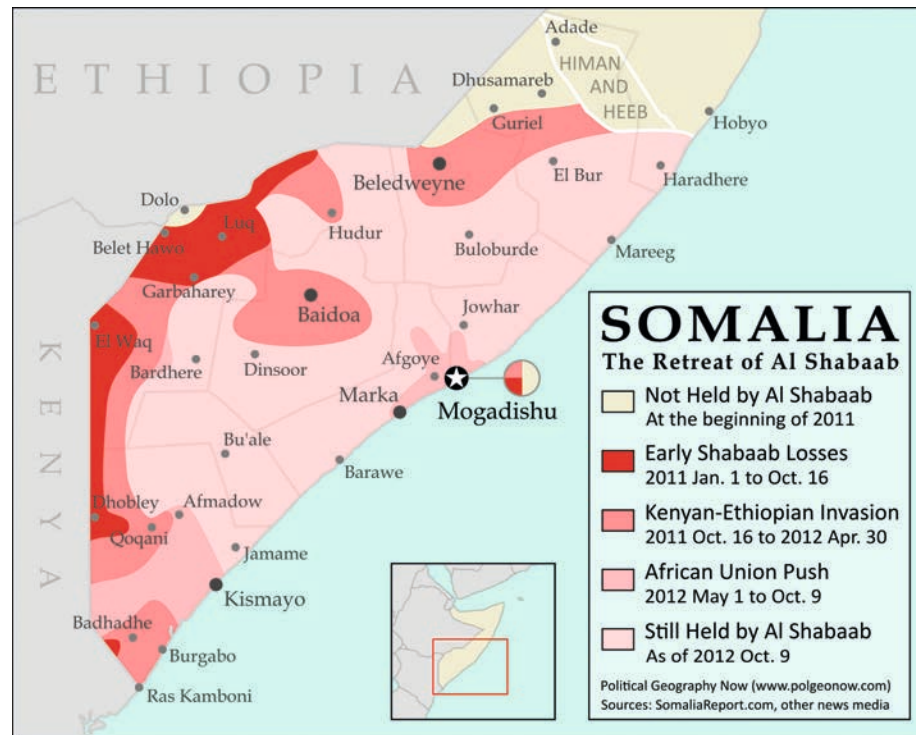 ETHIOPIA
Adade
HIMAN
AND
HEEB
Dhusamareb
Guriel
Hobyo
Beledweyne
El Bur
Haradhere
Dolo
Luq
Belet Hawo
Hudur
Buloburde
Mareeg
Garbaharey
Baidoa
Jowhar
El Waq
Bardhere
Dinsoor
Afgoye
Marka
Mogadishu
KENYA
Bu'ale
Barawe
Dhobley
Afmadow
Qoqani
Jamame
Kismayo
Badhadhe
Burgabo
Ras Kamboni
SOMALIA
The Retreat of Al Shabaab
Not Held by Al Shabaab
At the beginning of 2011
Early Shabaab Losses
2011 Jan. 1 to Oct. 16
Kenyan-Ethiopian Invasion
2011 Oct. 16 to 2012 Apr. 30
African Union Push
2012 May 1 to Oct. 9
Still Held by Al Shabaab
As of 2012 Oct. 9
Political Geography Now (www.polgeonow.com)
Sources: SomaliaReport.com, other news media